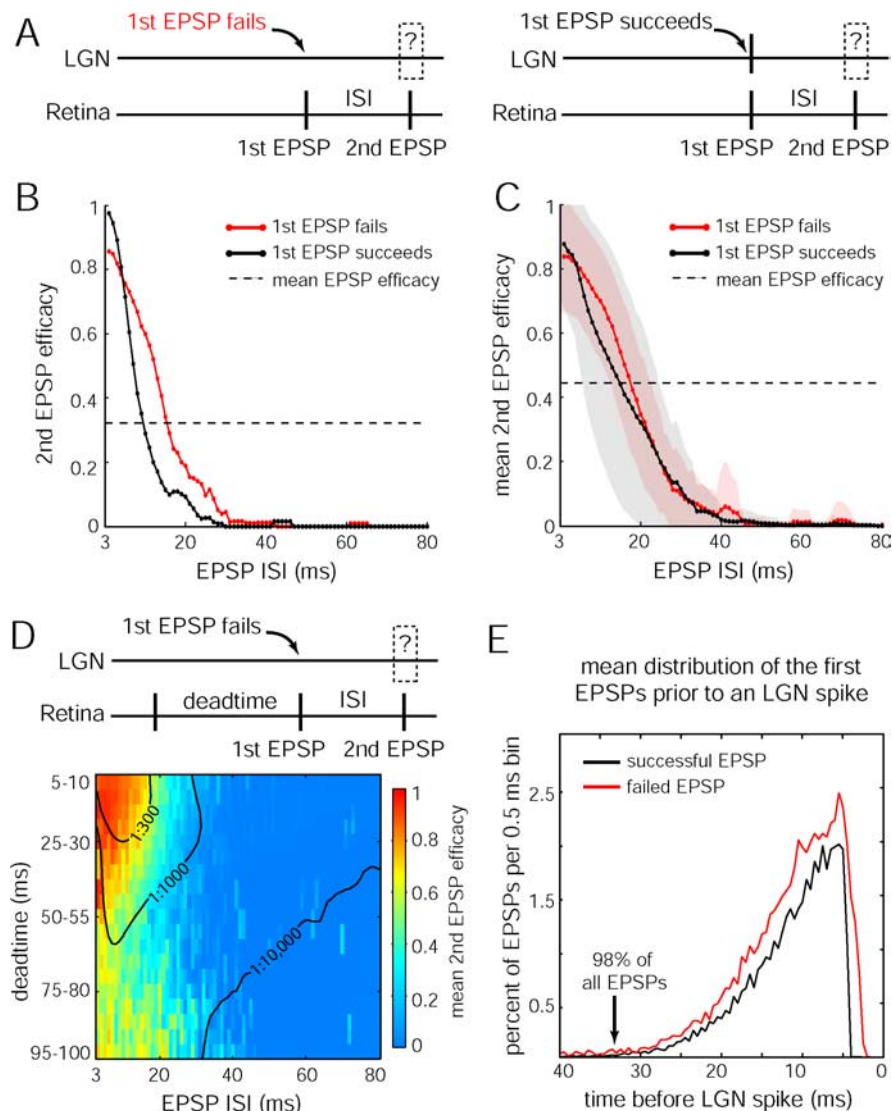 A
1st EPSP fails
LGN
?
Retina
ISI
1st EPSP
2nd EPSP
1st EPSP succeeds
LGN
?
Retina
ISI
1st EPSP
2nd EPSP
B
2nd EPSP efficacy
1
0.8
0.6
0.4
0.2
0
1st EPSP fails
1st EPSP succeeds
mean EPSP efficacy
3
20
40
60
80
EPSP ISI (ms)
C
mean 2nd EPSP efficacy
1
0.8
0.6
0.4
0.2
0
1st EPSP fails
1st EPSP succeeds
mean EPSP efficacy
3
20
40
60
80
EPSP ISI (ms)
D
1st EPSP fails
LGN
?
Retina
deadtime
ISI
1st EPSP
2nd EPSP
deadtime (ms)
5-10
25-30
50-55
75-80
95-100
1:300
1:1000
1:10,000
1
0.8
0.6
0.4
0.2
0
mean 2nd EPSP efficacy
3
20
40
60
80
EPSP ISI (ms)
E
mean distribution of the first
EPSPs prior to an LGN spike
percent of EPSPs per 0.5 ms bin
2.5
1.5
0.5
successful EPSP
failed EPSP
98% of
all EPSPs
40
30
20
10
0
time before LGN spike (ms)